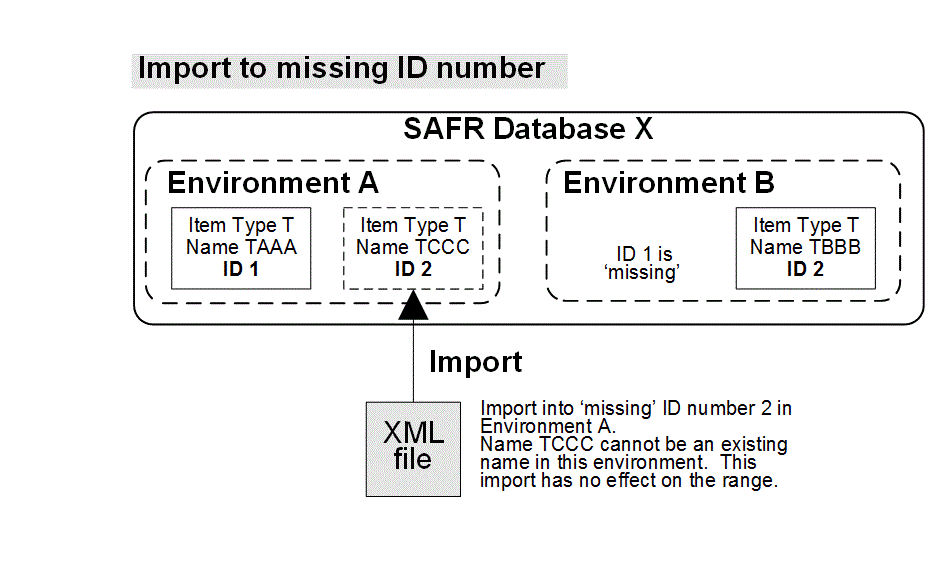 Import to missing ID number
SAFR Database X
Environment A
Item Type T
Name TAAA
ID 1
Item Type T
Name TCCC
ID 2
Environment B
ID 1 is
‘missing’
Item Type T
Name TBBB
ID 2
Import
XML
file
Import into ‘missing’ ID number 2 in
Environment A.
Name TCCC cannot be an existing
name in this environment.  This
import has no effect on the range.